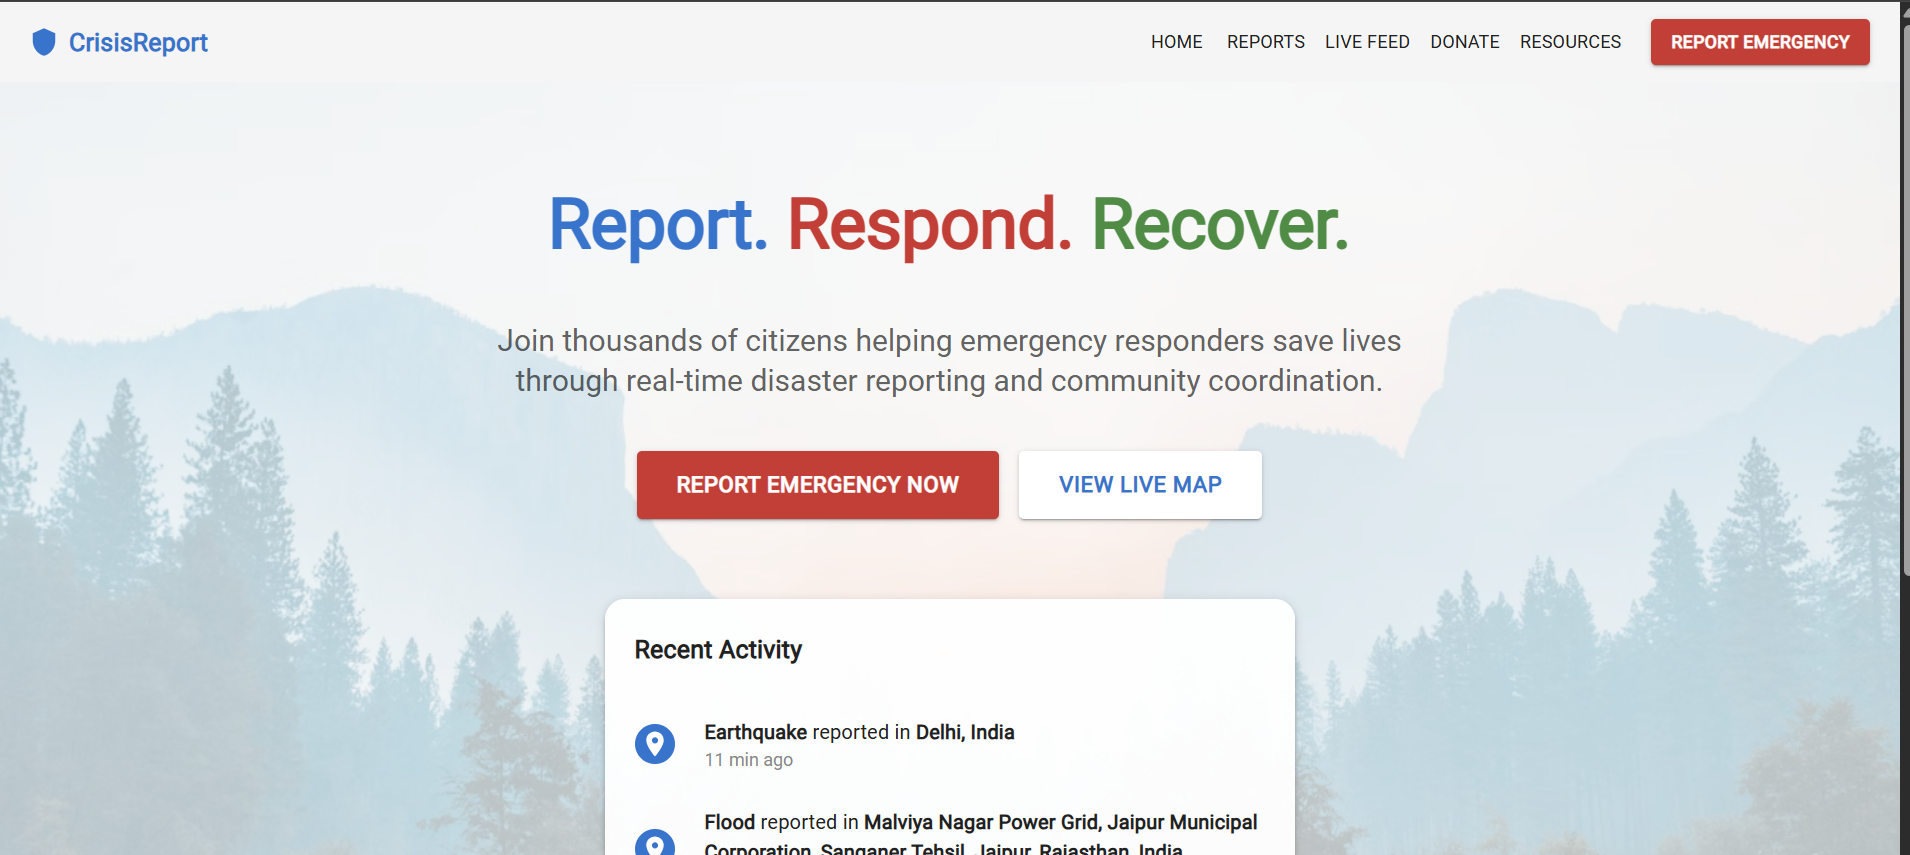 CrisisReport
HOME REPORTS LIVE FEED DONATE RESOURCES REPORT EMERGENCY
Report. Respond. Recover.
Join thousands of citizens helping emergency responders save lives
through real-time disaster reporting and community coordination.
REPORT EMERGENCY NOW VIEW LIVE MAP
Recent Activity
Earthquake reported in Delhi, India
11 min ago
Flood reported in Malviya Nagar Power Grid, Jaipur Municipal
Corporation, Sanganer Tehsil, Jaipur, Rajasthan, India